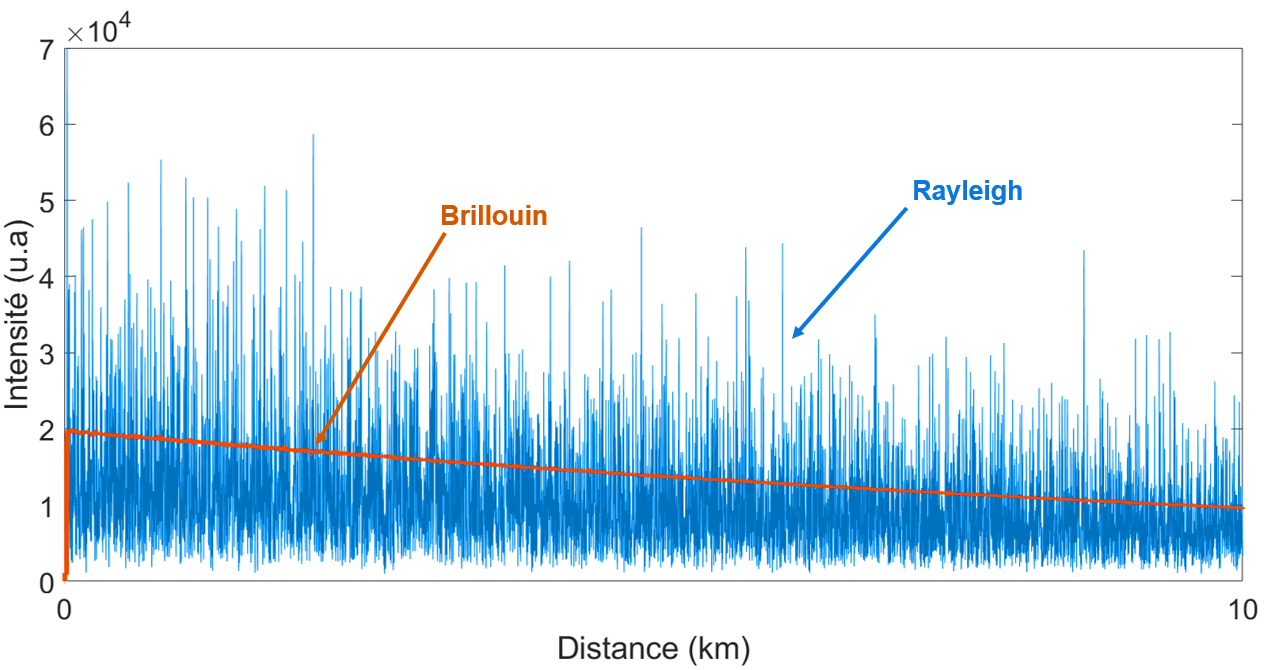 ×10⁴
7
6
5
4
3
2
1
0
0
10
Intensité (u.a)
Distance (km)
Brillouin
Rayleigh